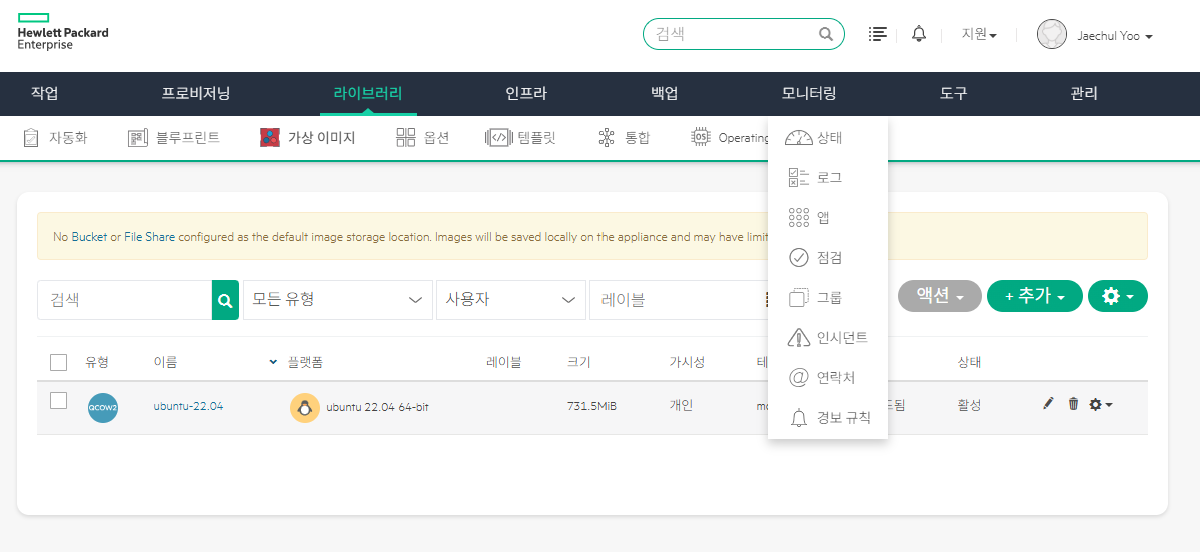 Hewlett Packard
Enterprise
검색
지원
Jaechul Yoo
작업 프로비저닝 라이브러리 인프라 백업 모니터링 도구 관리
자동화 블루프린트 가상 이미지 옵션 템플릿 통합 OS Operating
상태
로그
앱
점검
그룹
인시던트
연락처
경보 규칙
No Bucket or File Share configured as the default image storage location. Images will be saved locally on the appliance and may have limit
검색 모든 유형 사용자 레이블 액션 + 추가
유형 이름 플랫폼 레이블 크기 가시성 테 상태
QCOW2 ubuntu-22.04 ubuntu 22.04 64-bit 731.5MiB 개인 드됨 활성